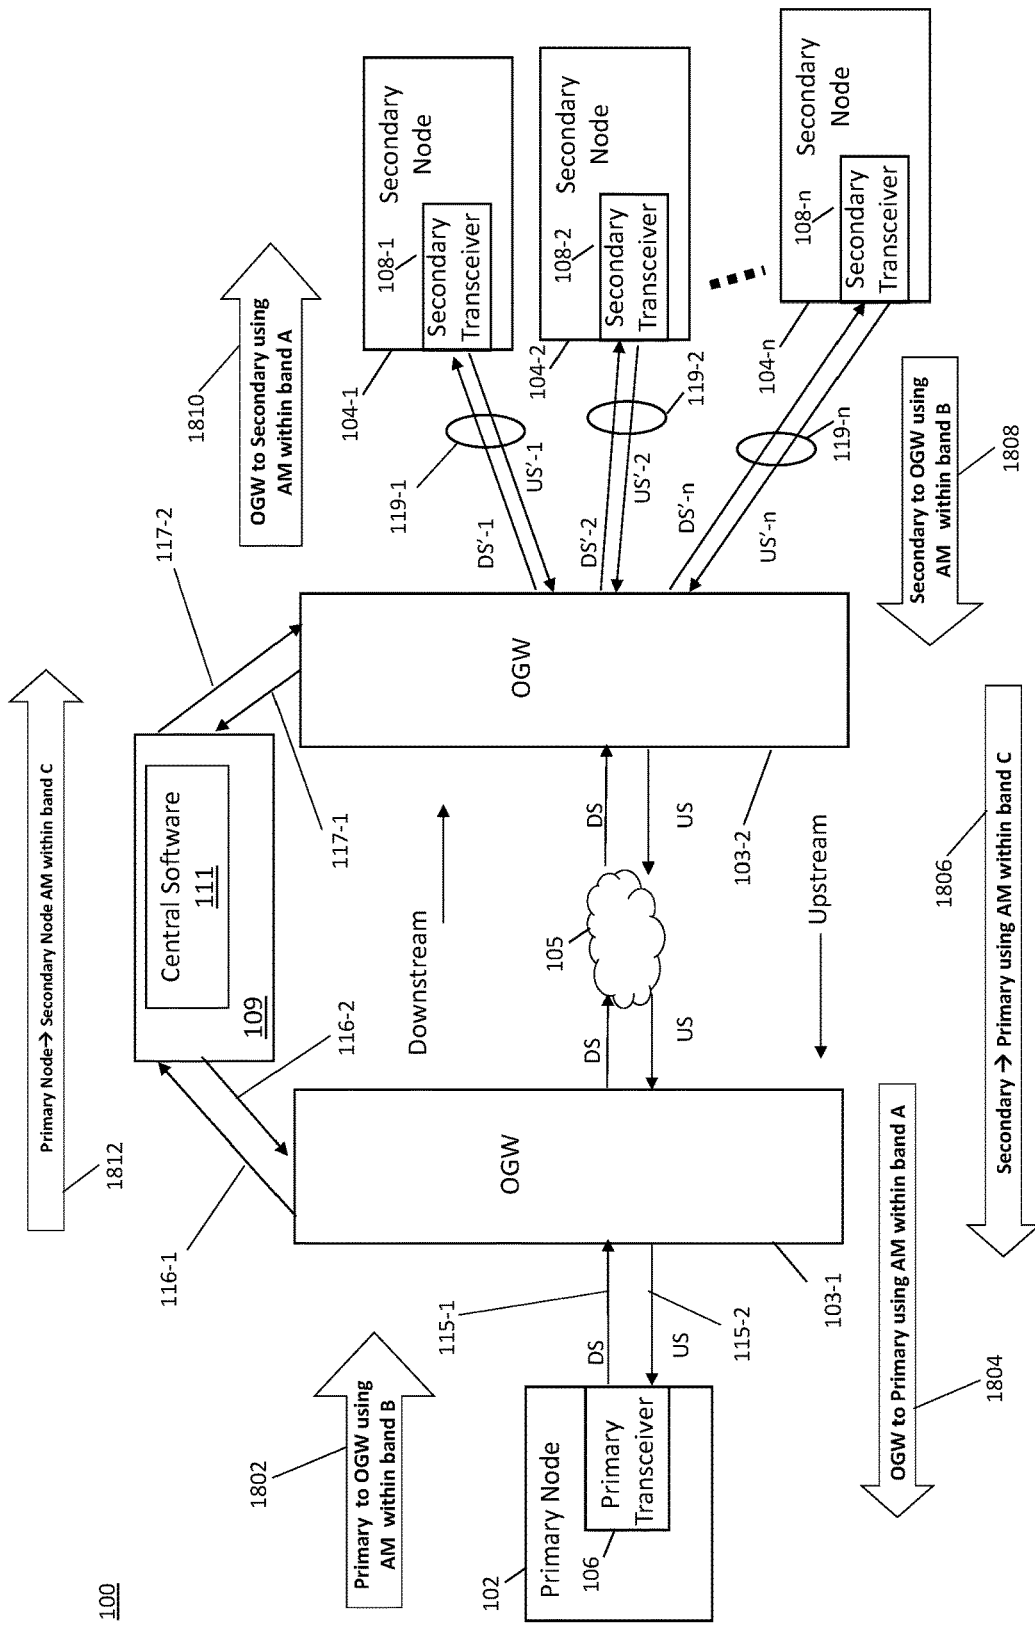 100
Primary Node→ Secondary Node AM within band C
1812
1802
Primary to OGW using
AM within band B
1810
OGW to Secondary using
AM within band A
Central Software
111
109
116-1
116-2
117-1
117-2
Downstream
Upstream
Primary Node
Primary
Transceiver
102
106
115-1
DS
US
115-2
OGW
103-1
DS
US
105
DS
US
OGW
103-2
DS'-1
US'-1
119-1
104-1
108-1
Secondary
Node
Secondary
Transceiver
DS'-2
US'-2
119-2
104-2
108-2
Secondary
Node
Secondary
Transceiver
DS'-n
US'-n
119-n
104-n
108-n
Secondary
Node
Secondary
Transceiver
OGW to Primary using AM within band A
1804
Secondary → Primary using AM within band C
1806
Secondary to OGW using
AM within band B
1808